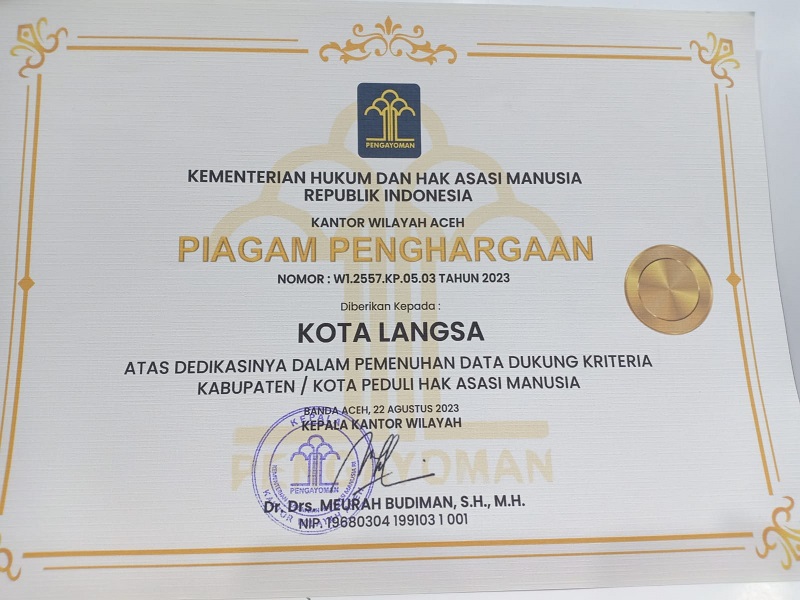 PENGAYOMAN
KEMENTERIAN HUKUM DAN HAK ASASI MANUSIA
REPUBLIK INDONESIA
KANTOR WILAYAH ACEH
PIAGAM PENGHARGAAN
NOMOR : W1.2557.KP.05.03 TAHUN 2023
Diberikan Kepada :
KOTA LANGSA
ATAS DEDIKASINYA DALAM PEMENUHAN DATA DUKUNG KRITERIA
KABUPATEN / KOTA PEDULI HAK ASASI MANUSIA
BANDA ACEH, 22 AGUSTUS 2023
KEPALA KANTOR WILAYAH
PENGAYOMAN
KEPALA
PENGAYOMAN
KANTOR WILAYAH
Dr. Drs. MEURAH BUDIMAN, S.H., M.H.
NIP. 19680304 199103 1 001